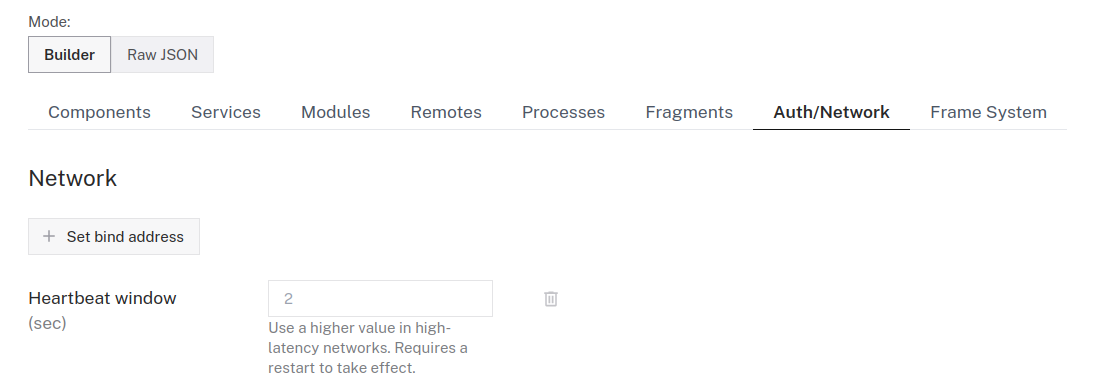 Mode:
Builder Raw JSON
Components Services Modules Remotes Processes Fragments Auth/Network Frame System
Network
+ Set bind address
Heartbeat window 2
(sec)
Use a higher value in high-
latency networks. Requires a
restart to take effect.